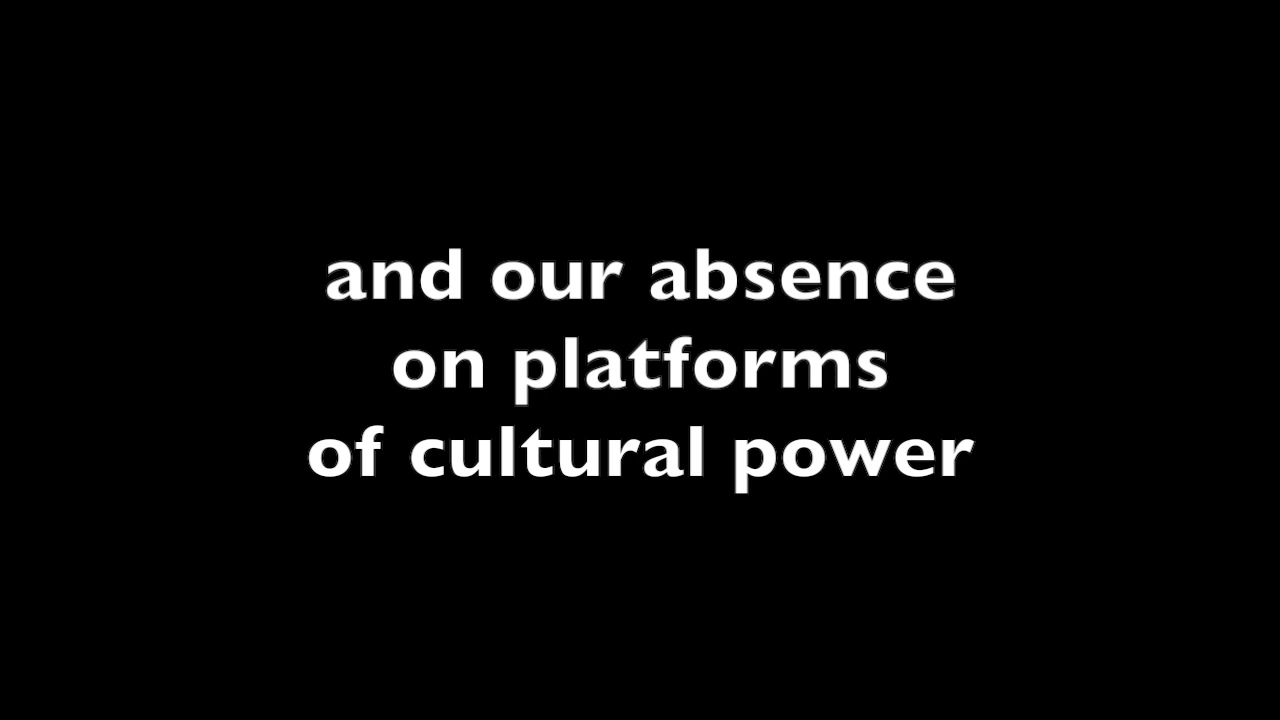 and our absence
on platforms
of cultural power